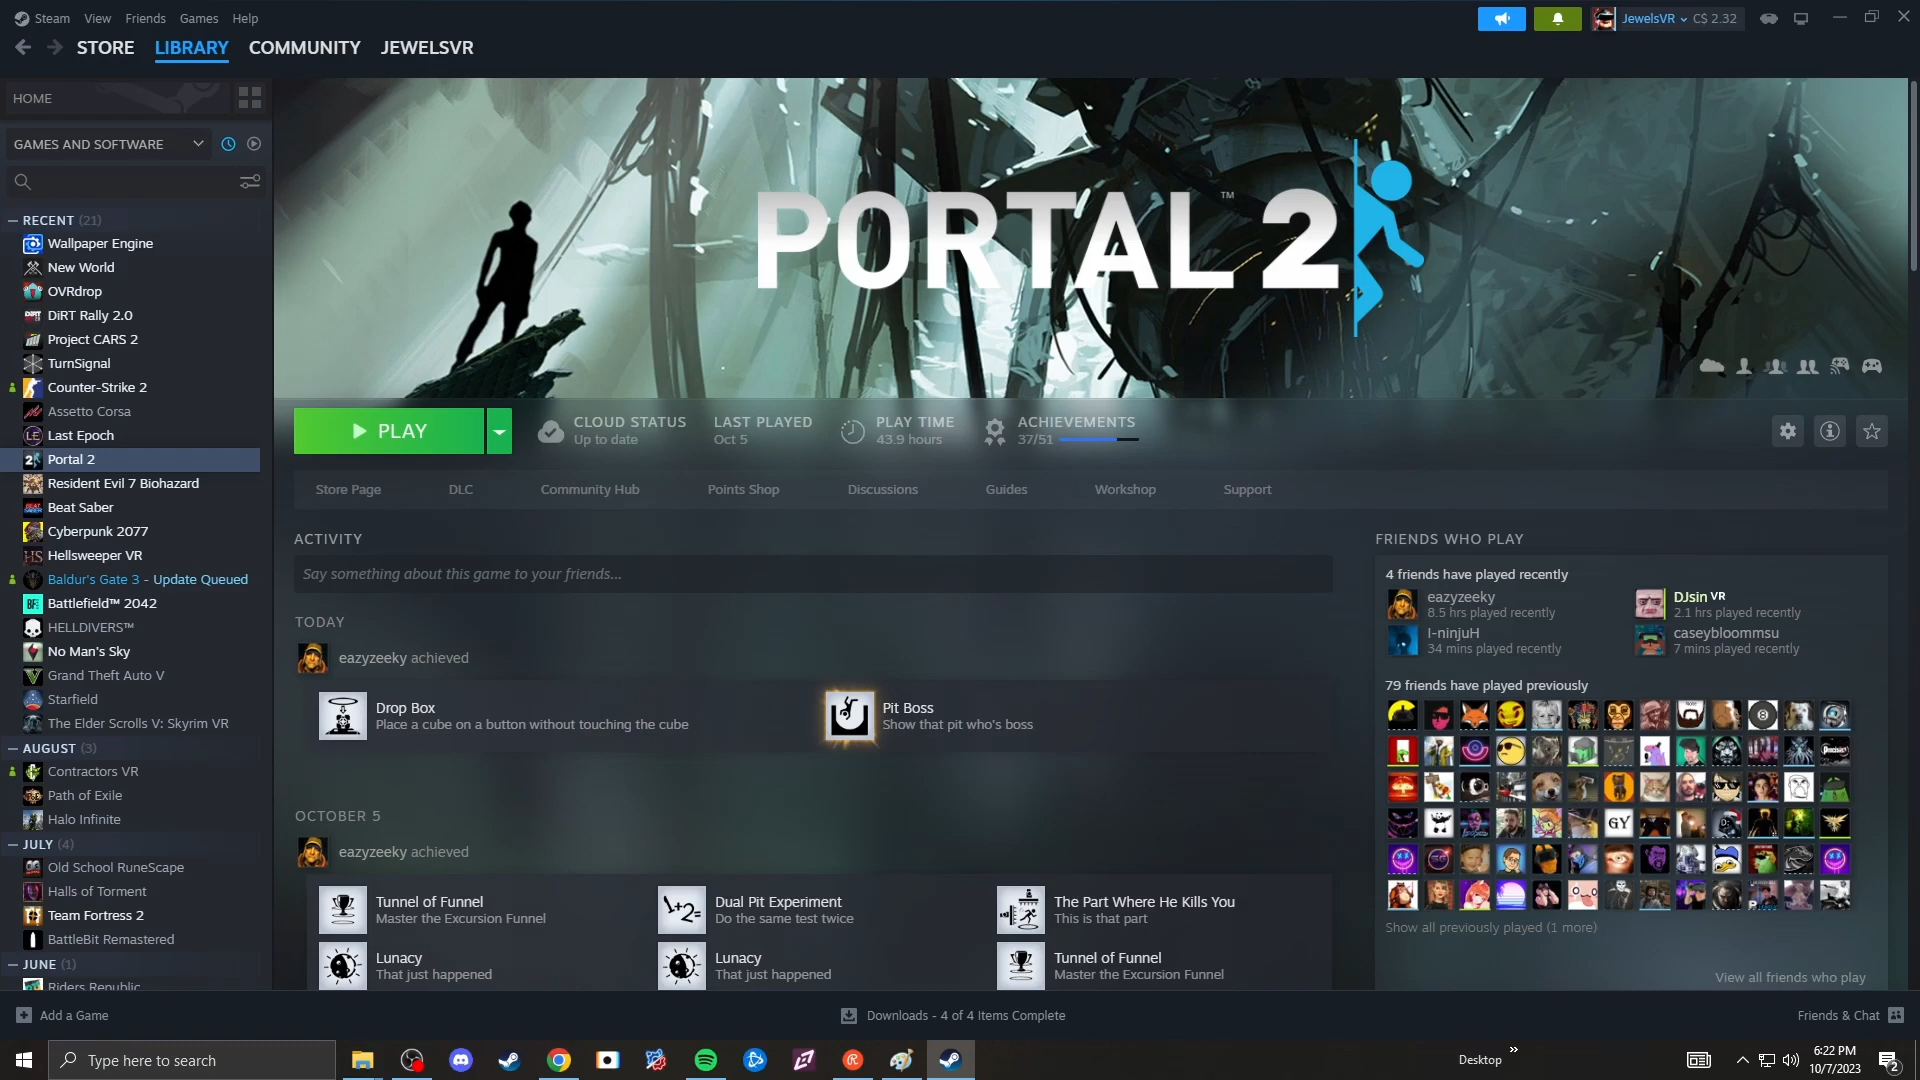 Steam View Friends Games Help
JewelsVR C$ 2.32
STORE LIBRARY COMMUNITY JEWELSVR
HOME
GAMES AND SOFTWARE
RECENT (21)
Wallpaper Engine
New World
OVRdrop
DiRT Rally 2.0
Project CARS 2
TurnSignal
Counter-Strike 2
Assetto Corsa
Last Epoch
Portal 2
Resident Evil 7 Biohazard
Beat Saber
Cyberpunk 2077
Hellsweeper VR
Baldur's Gate 3 - Update Queued
Battlefield™ 2042
HELLDIVERS™
No Man's Sky
Grand Theft Auto V
Starfield
The Elder Scrolls V: Skyrim VR
AUGUST (3)
Contractors VR
Path of Exile
Halo Infinite
JULY (4)
Old School RuneScape
Halls of Torment
Team Fortress 2
BattleBit Remastered
JUNE (1)
Riders Republic
PORTAL 2™
PLAY
CLOUD STATUS
Up to date
LAST PLAYED
Oct 5
PLAY TIME
43.9 hours
ACHIEVEMENTS
37/51
Store Page DLC Community Hub Points Shop Discussions Guides Workshop Support
ACTIVITY
Say something about this game to your friends...
TODAY
eazyzeeky achieved
Drop Box
Place a cube on a button without touching the cube
Pit Boss
Show that pit who's boss
OCTOBER 5
eazyzeeky achieved
Tunnel of Funnel
Master the Excursion Funnel
Dual Pit Experiment
Do the same test twice
The Part Where He Kills You
This is that part
Lunacy
That just happened
Lunacy
That just happened
Tunnel of Funnel
Master the Excursion Funnel
FRIENDS WHO PLAY
4 friends have played recently
eazyzeeky
8.5 hrs played recently
DJsin VR
2.1 hrs played recently
I-ninjuH
34 mins played recently
caseybloommsu
7 mins played recently
79 friends have played previously
GY
Show all previously played (1 more)
View all friends who play
Add a Game
Downloads - 4 of 4 Items Complete
Friends & Chat
Type here to search
Desktop
6:22 PM
10/7/2023
2